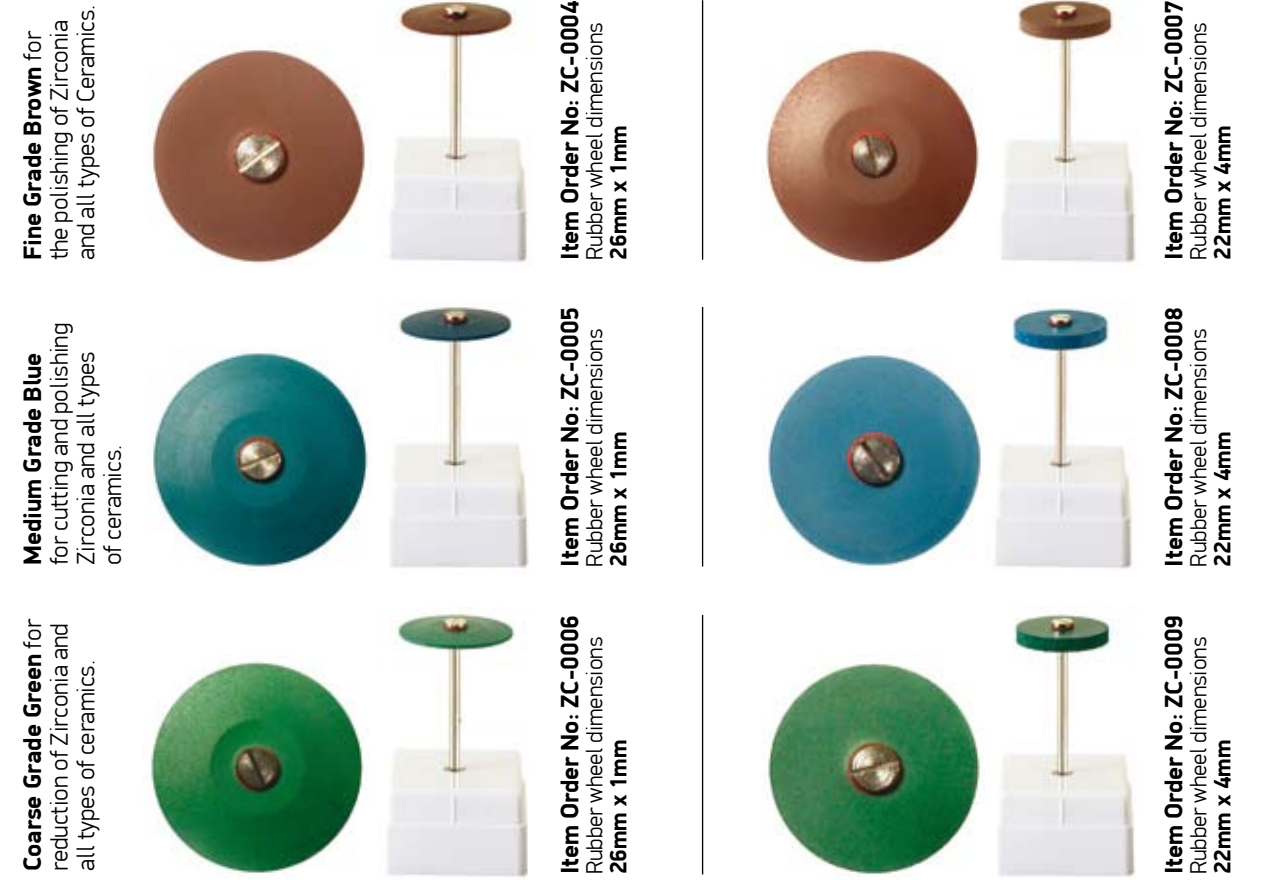 Coarse Grade Green for
reduction of Zirconia and
all types of ceramics.
Medium Grade Blue
for cutting and polishing
Zirconia and all types
of ceramics.
Fine Grade Brown for
the polishing of Zirconia
and all types of Ceramics.
Item Order No: ZC-0006
Rubber wheel dimensions
26mm x 1mm
Item Order No: ZC-0005
Rubber wheel dimensions
26mm x 1mm
Item Order No: ZC-0004
Rubber wheel dimensions
26mm x 1mm
Item Order No: ZC-0009
Rubber wheel dimensions
22mm x 4mm
Item Order No: ZC-0008
Rubber wheel dimensions
22mm x 4mm
Item Order No: ZC-0007
Rubber wheel dimensions
22mm x 4mm